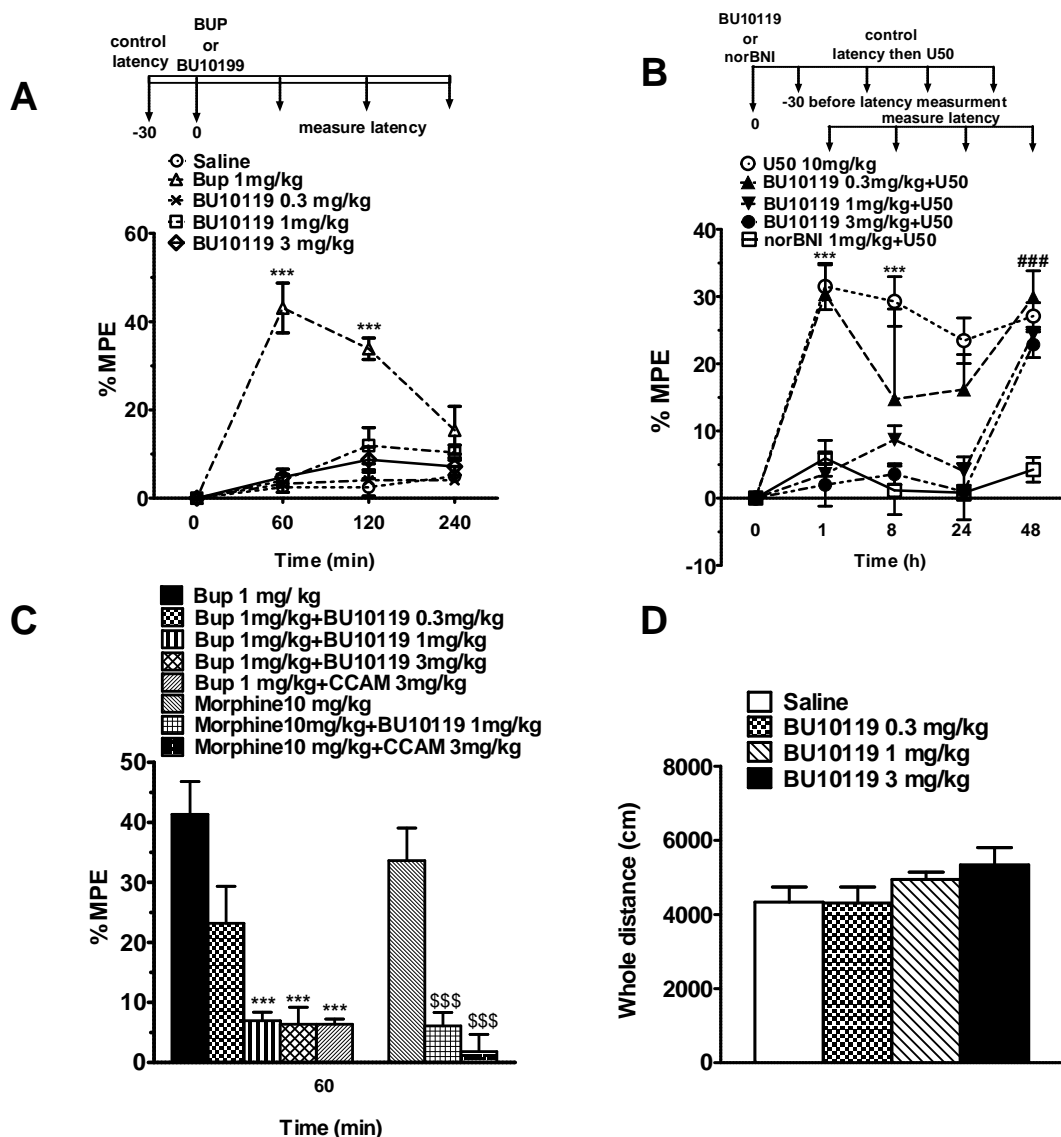 A
control
latency
BUP
or
BU10199
-30
0
measure latency
Saline
Bup 1mg/kg
BU10119 0.3 mg/kg
BU10119 1mg/kg
BU10119 3 mg/kg
60
40
20
0
%MPE
***
***
0 60 120 240
Time (min)
B
BU10119
or
norBNI
control
latency then U50
-30 before latency measurment
measure latency
0
U50 10mg/kg
BU10119 0.3mg/kg+U50
BU10119 1mg/kg+U50
BU10119 3mg/kg+U50
norBNI 1mg/kg+U50
40
30
20
10
0
-10
% MPE
***
***
###
0 1 8 24 48
Time (h)
C
Bup 1 mg/ kg
Bup 1mg/kg+BU10119 0.3mg/kg
Bup 1mg/kg+BU10119 1mg/kg
Bup 1mg/kg+BU10119 3mg/kg
Bup 1 mg/kg+CCAM 3mg/kg
Morphine10 mg/kg
Morphine10mg/kg+BU10119 1mg/kg
Morphine10 mg/kg+CCAM 3mg/kg
50
40
30
20
10
0
%MPE
*** *** ***
$$$
$$$
60
Time (min)
D
Saline
BU10119 0.3 mg/kg
BU10119 1 mg/kg
BU10119 3 mg/kg
8000
6000
4000
2000
0
Whole distance (cm)